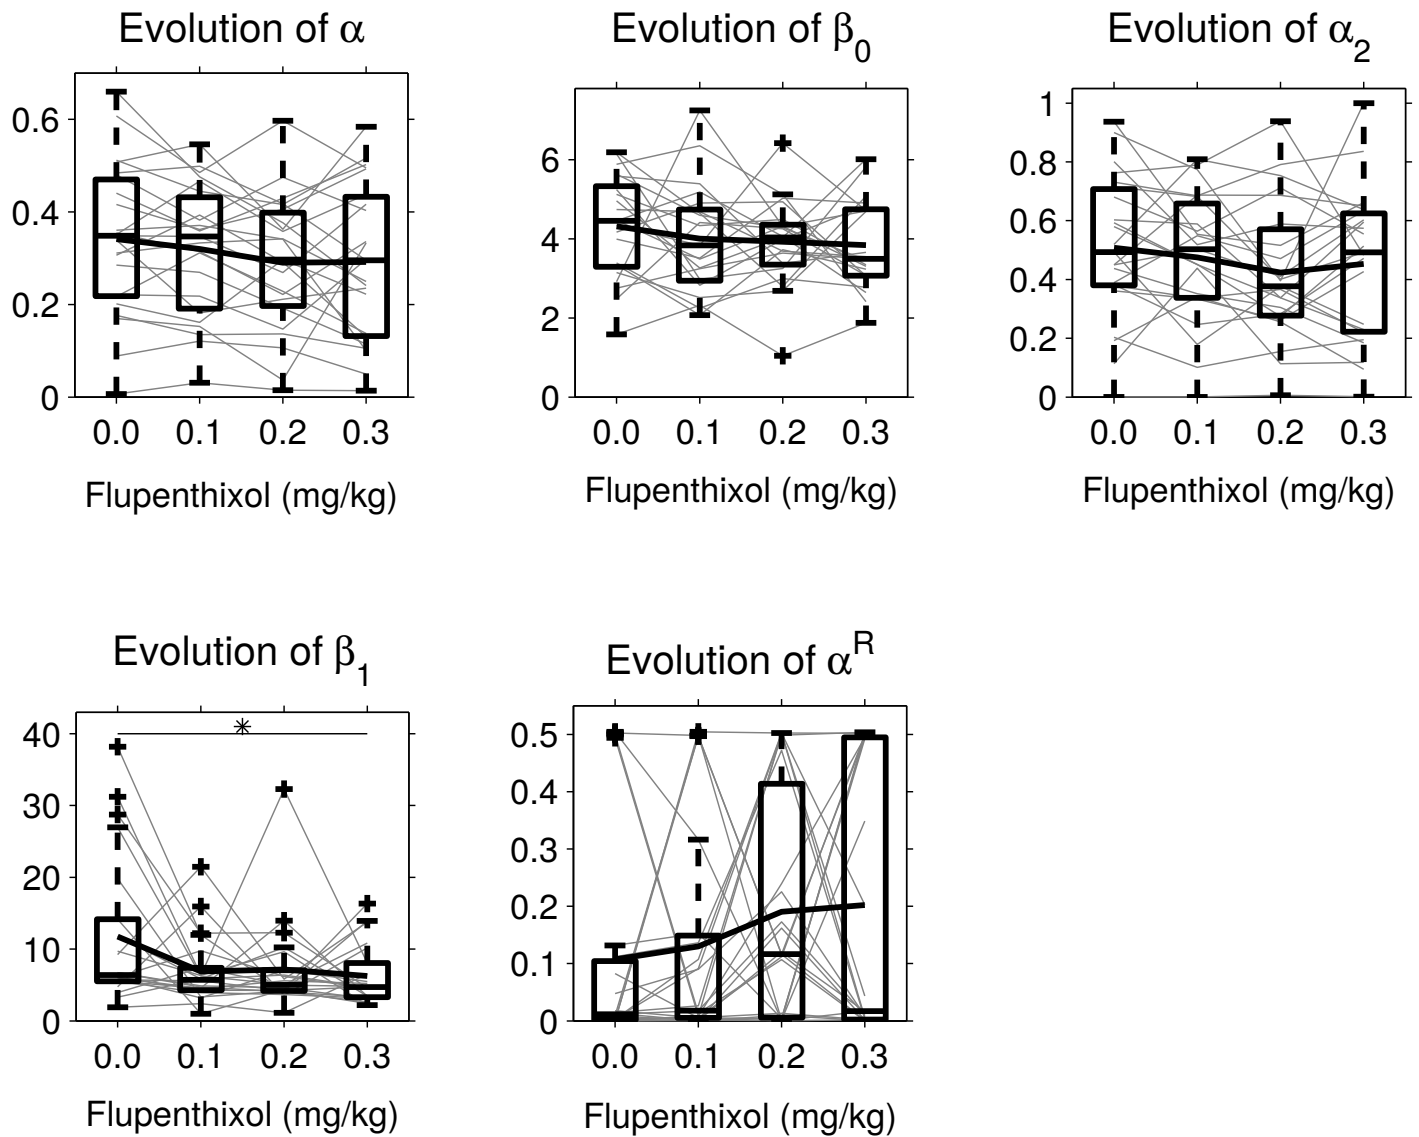 Evolution of α
0.6
0.4
0.2
0
0.0 0.1 0.2 0.3
Flupenthixol (mg/kg)
Evolution of β0
6
4
2
0
0.0 0.1 0.2 0.3
Flupenthixol (mg/kg)
Evolution of α2
1
0.8
0.6
0.4
0.2
0
0.0 0.1 0.2 0.3
Flupenthixol (mg/kg)
Evolution of β1
*
40
30
20
10
0
0.0 0.1 0.2 0.3
Flupenthixol (mg/kg)
Evolution of αR
0.5
0.4
0.3
0.2
0.1
0
0.0 0.1 0.2 0.3
Flupenthixol (mg/kg)